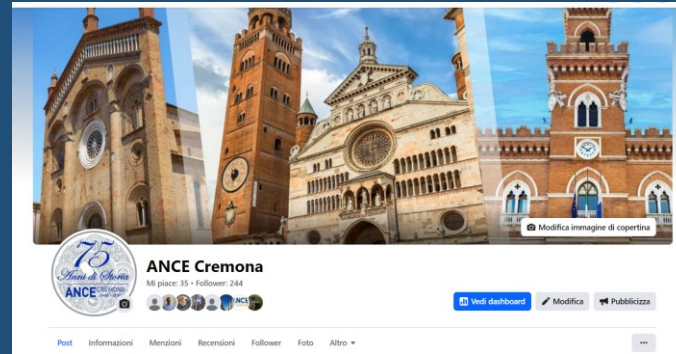 Modifica immagine di copertina
75
Anni di Storia
ANCE CREMONA
ANCE Cremona
Mi piace: 35 • Follower: 244
ANCE
Vedi dashboard
Modifica
Pubblicizza
Post Informazioni Menzioni Recensioni Follower Foto Altro